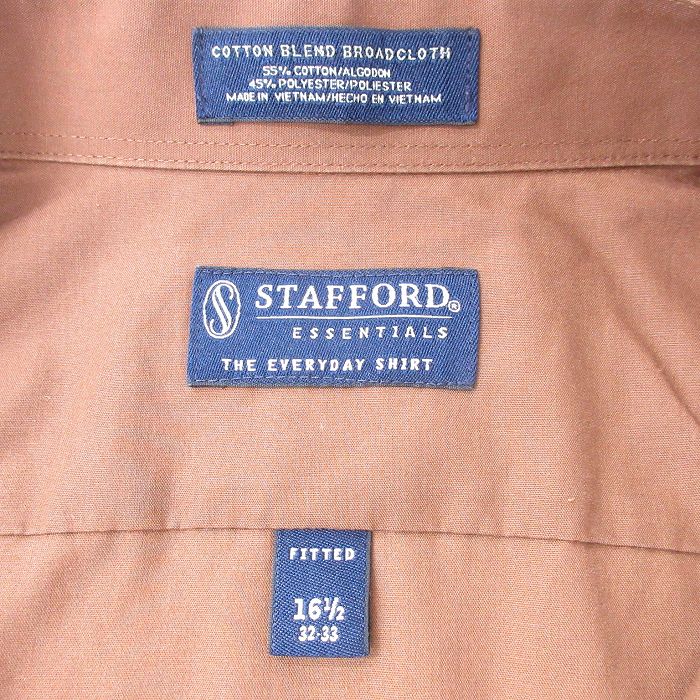 COTTON BLEND BROADCLOTH
55% COTTON/ALGODON
45% POLYESTER/POLIESTER
MADE IN VIETNAM/HECHO EN VIETNAM
S STAFFORD®
ESSENTIALS
THE EVERYDAY SHIRT
FITTED
16½
32-33